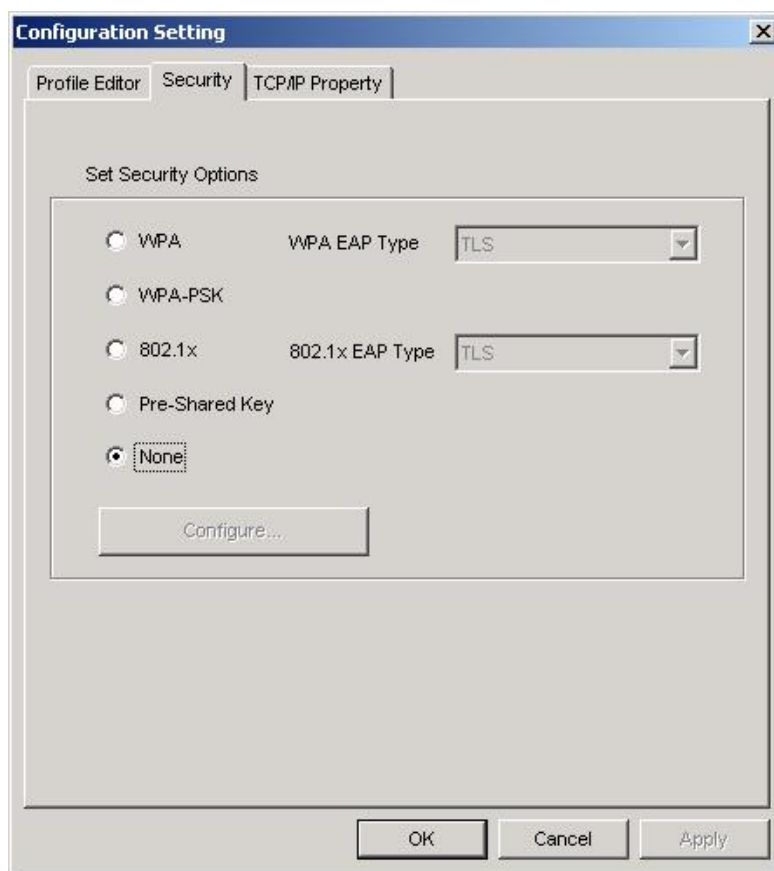 Configuration Setting
Profile Editor Security TCP/IP Property
Set Security Options
WPA WPA EAP Type TLS
WPA-PSK
802.1x 802.1x EAP Type TLS
Pre-Shared Key
None
Configure...
OK Cancel Apply